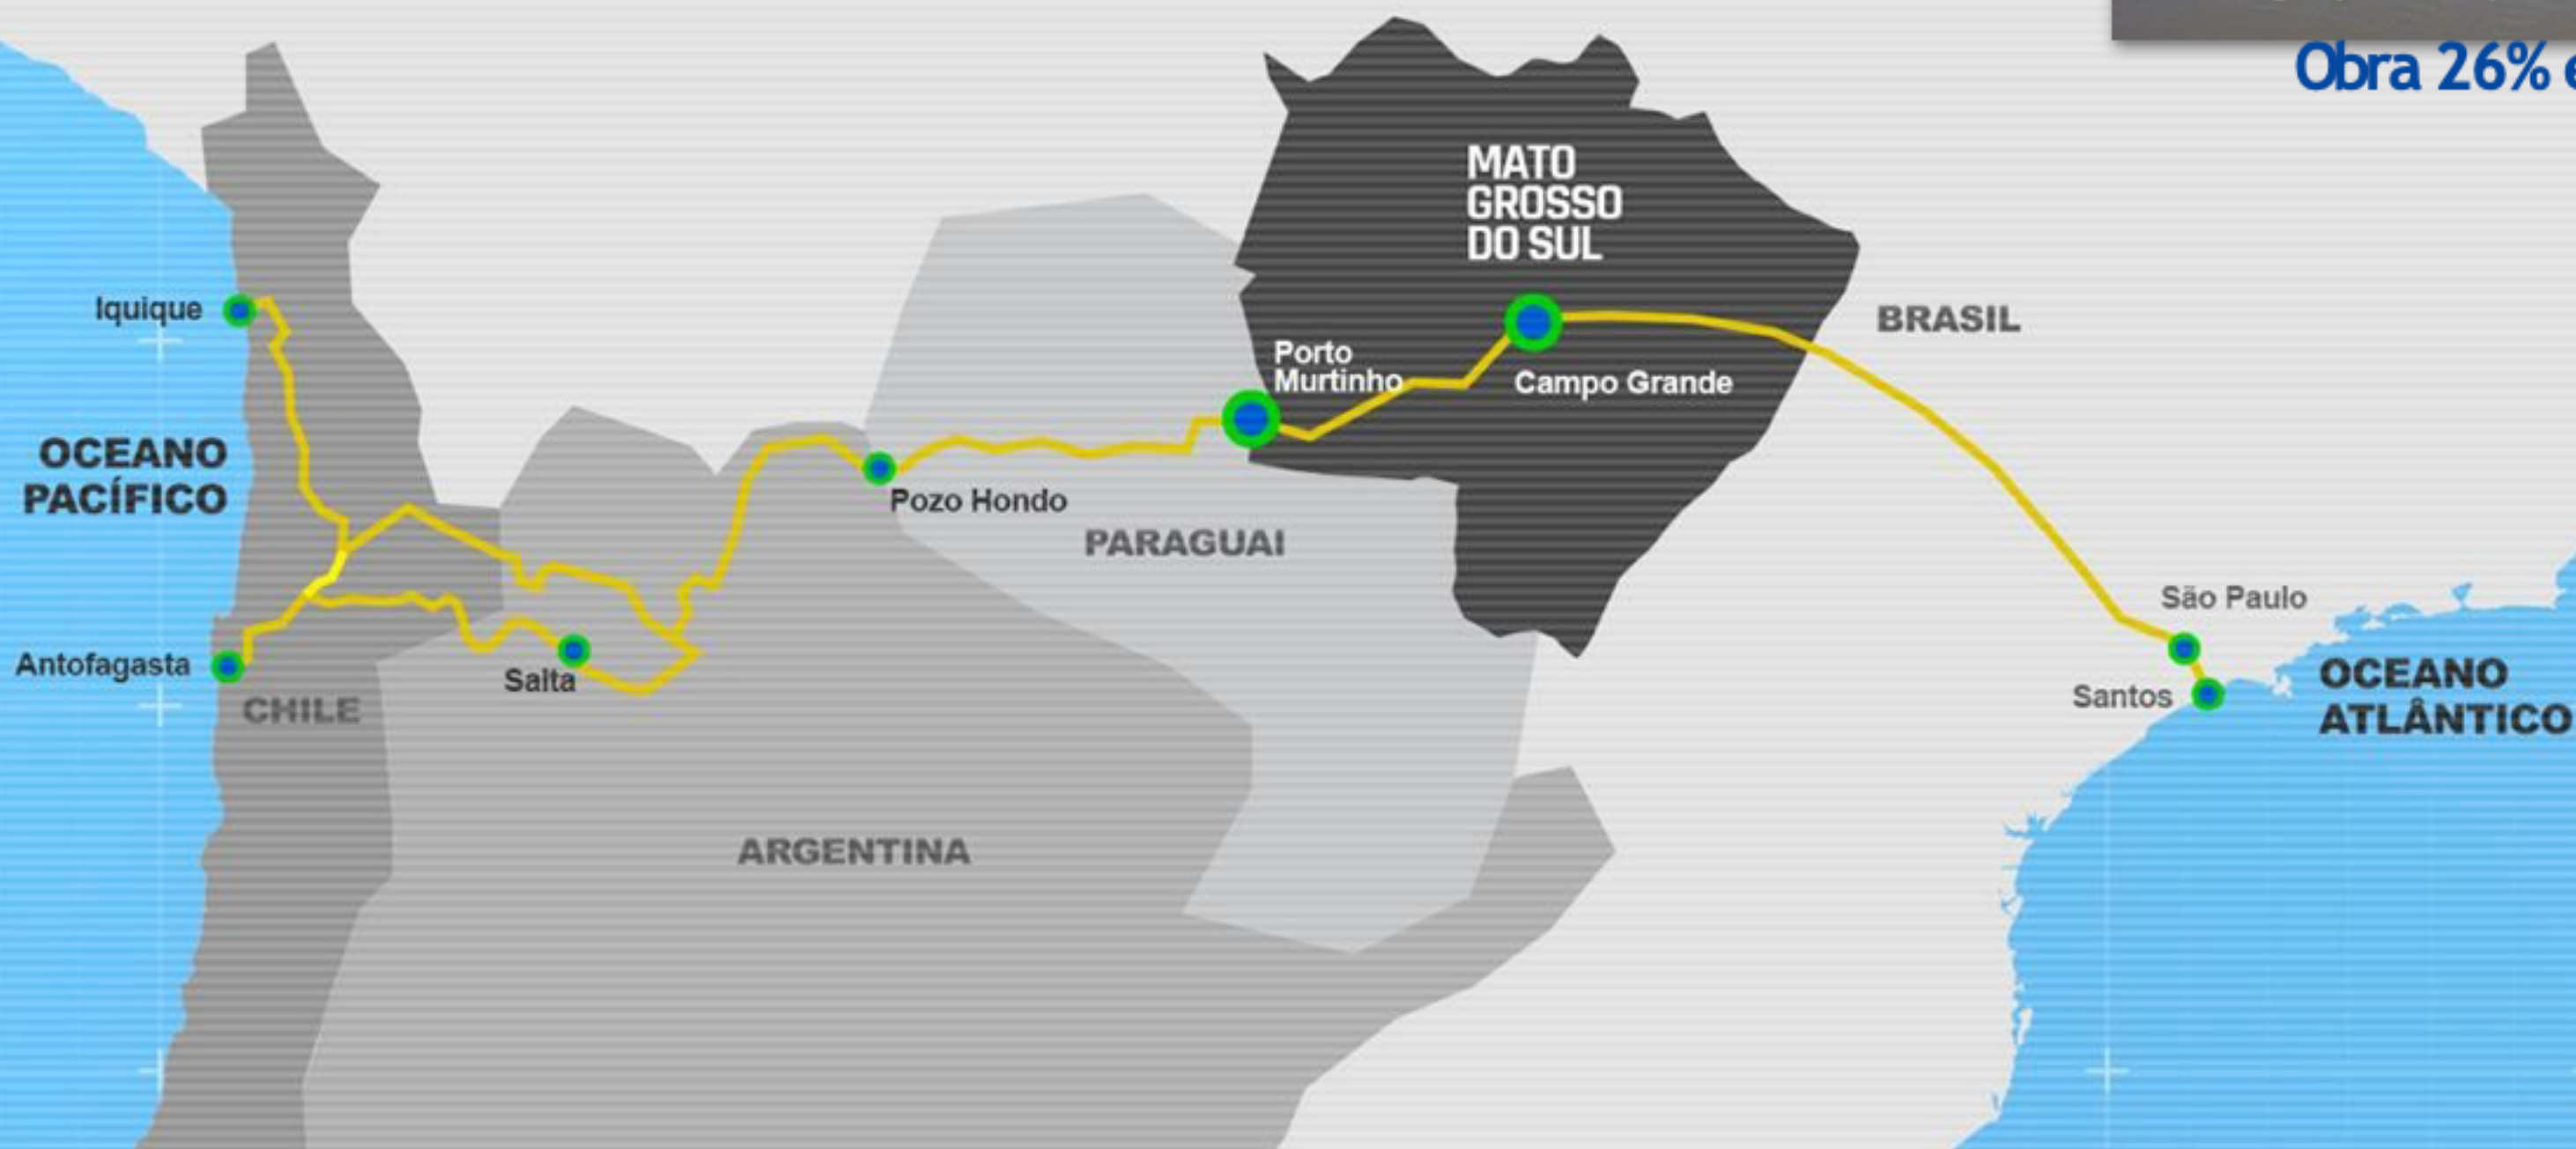 Obra 26%
MATO
GROSSO
DO SUL
Iquique
BRASIL
Porto
Murtinho
Campo Grande
OCEANO
PACÍFICO
Pozo Hondo
PARAGUAI
São Paulo
Antofagasta
Salta
Santos
OCEANO
ATLÂNTICO
CHILE
ARGENTINA